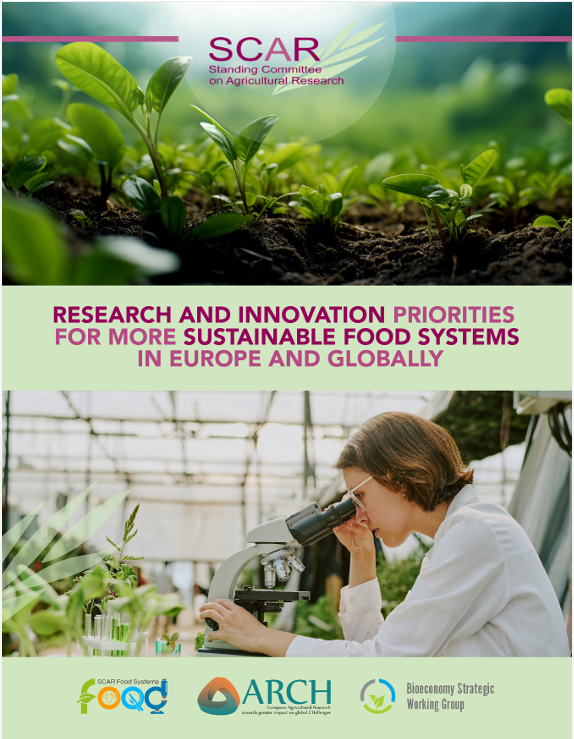 SCAR
Standing Committee
on Agricultural Research
RESEARCH AND INNOVATION PRIORITIES
FOR MORE SUSTAINABLE FOOD SYSTEMS
IN EUROPE AND GLOBALLY
SCAR Food Systems
food
ARCH
European Agricultural Research
towards greater impact on global Challenges
Bioeconomy Strategic
Working Group